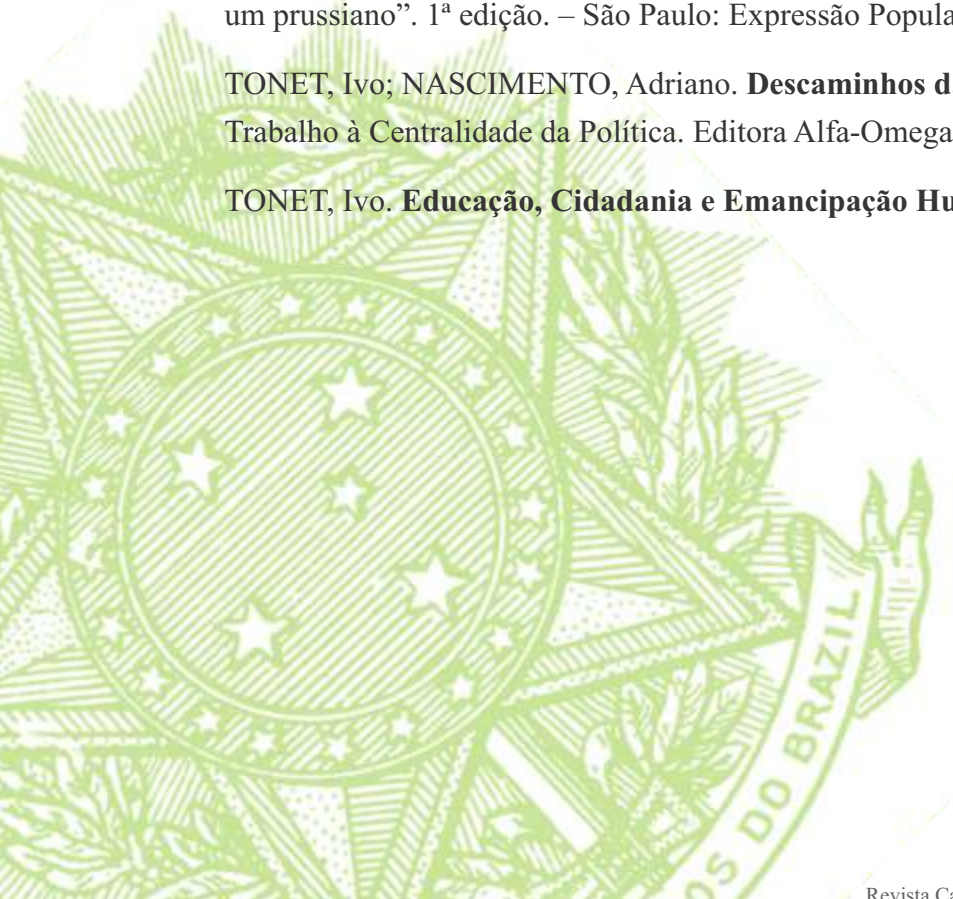 um prussiano”. 1ª edição. – São Paulo: Expressão Popula
TONET, Ivo; NASCIMENTO, Adriano. Descaminhos d
Trabalho à Centralidade da Política. Editora Alfa-Omega
TONET, Ivo. Educação, Cidadania e Emancipação Hu
OS DO BRAZIL
Revista Ca